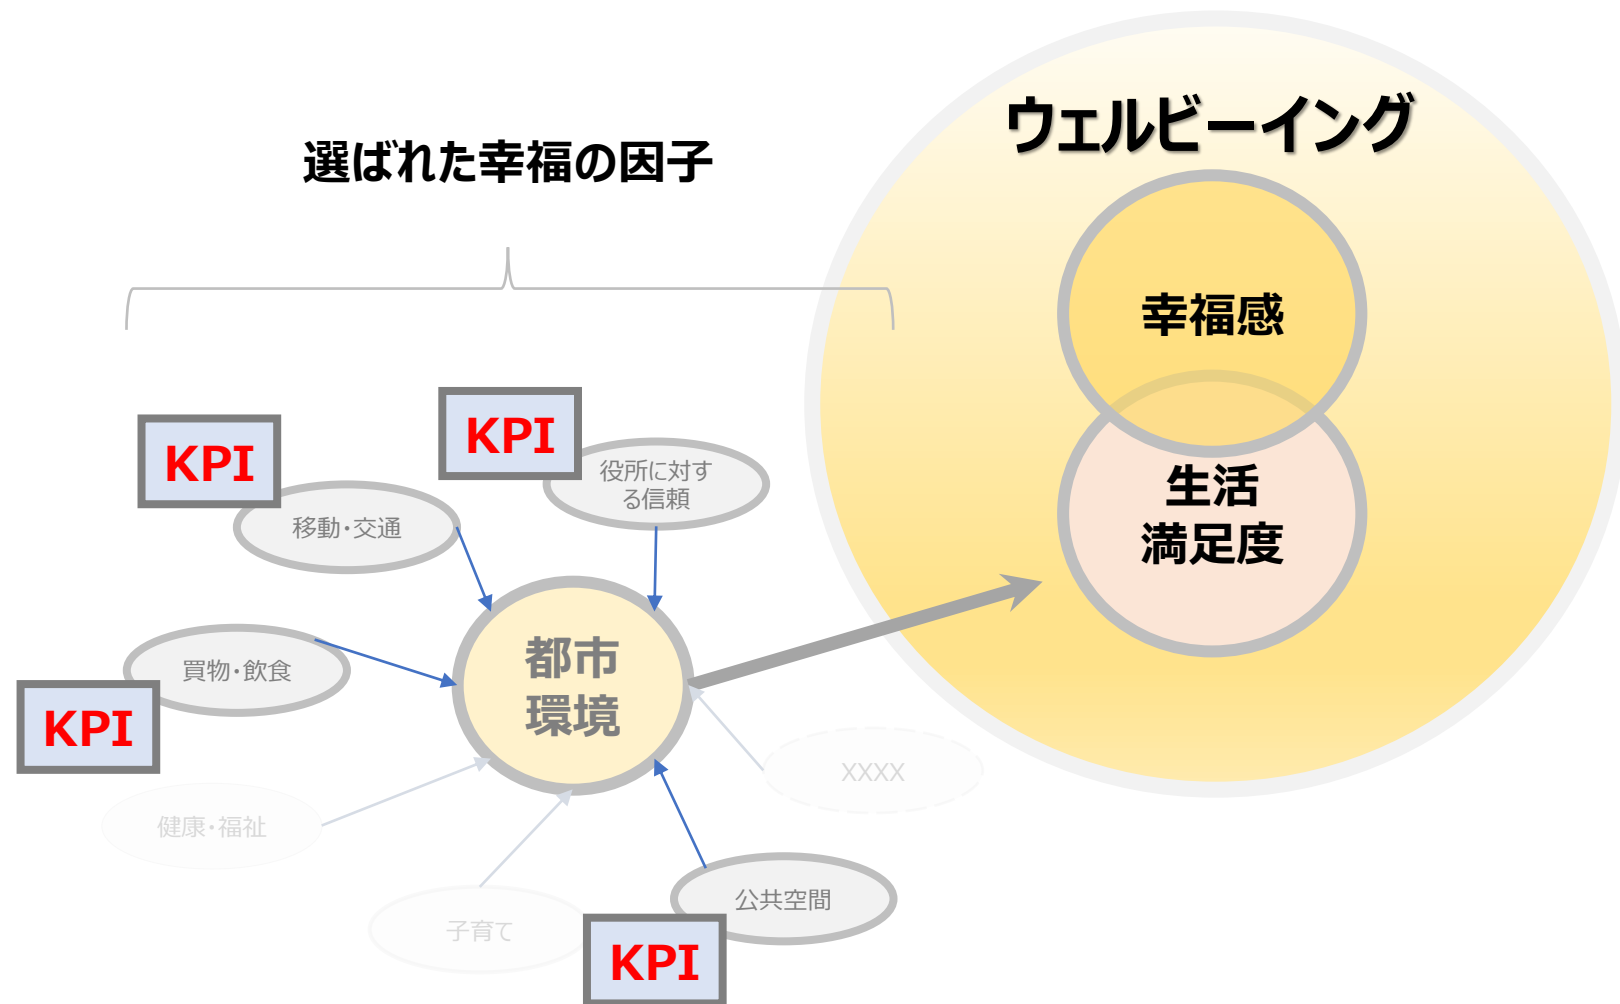 ウェルビーイング
選ばれた幸福の因子
幸福感
KPI
KPI
役所に対す
る信頼
移動・交通
生活
満足度
都市
環境
買物・飲食
KPI
XXXX
健康・福祉
公共空間
子育て
KPI